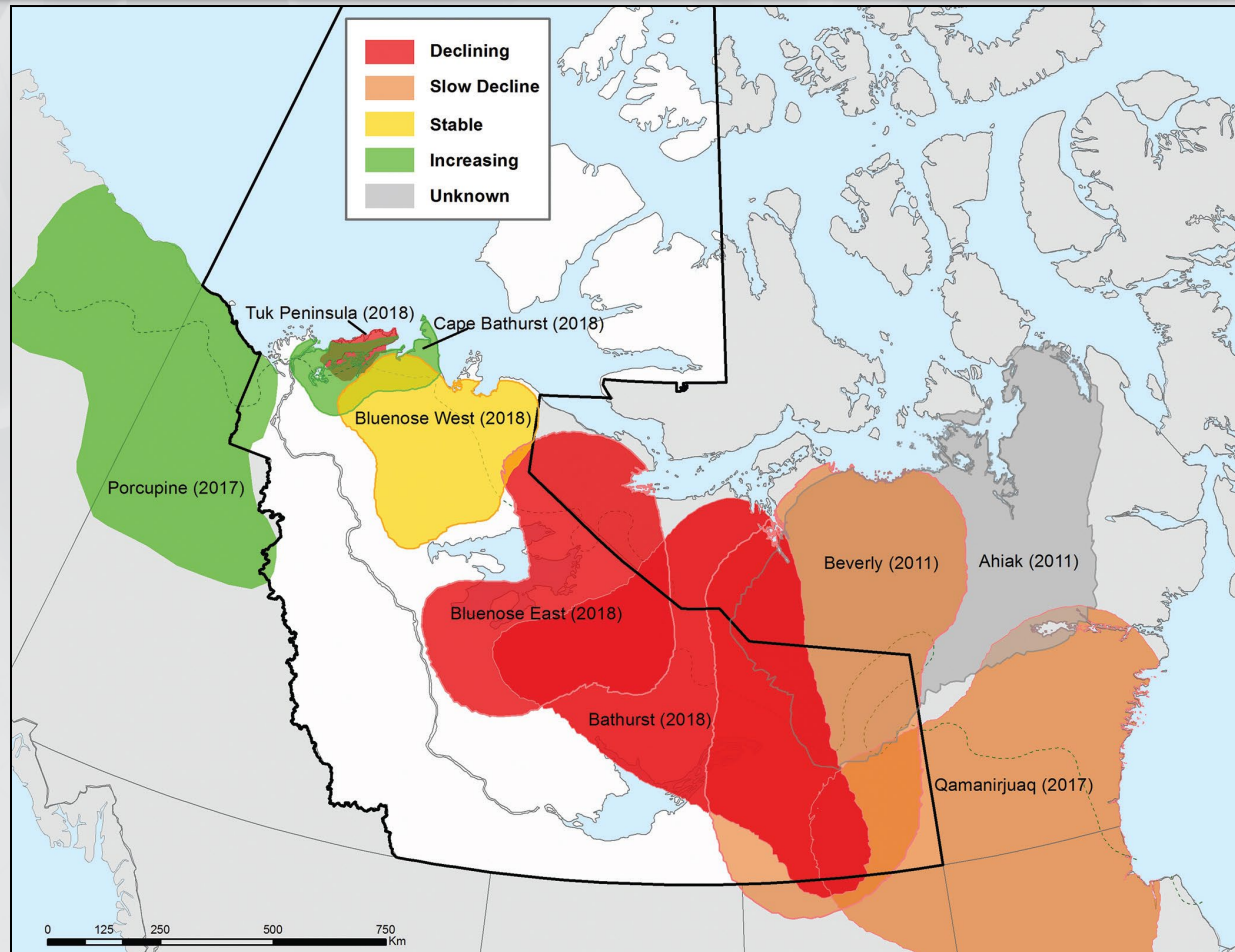 Declining
Slow Decline
Stable
Increasing
Unknown
Tuk Peninsula (2018)
Cape Bathurst (2018)
Bluenose West (2018)
Porcupine (2017)
Beverly (2011)
Ahiak (2011)
Bluenose East (2018)
Bathurst (2018)
Qamanirjuaq (2017)
0 125 250 500 750
Km